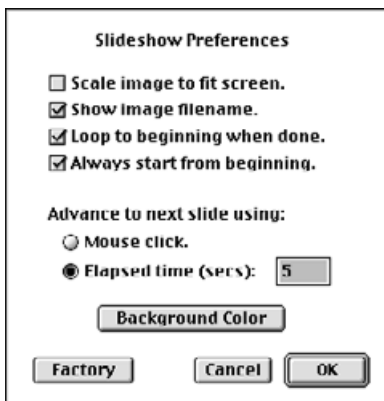 Slideshow Preferences
Scale image to fit screen.
Show image filename.
Loop to beginning when done.
Always start from beginning.
Advance to next slide using:
Mouse click.
Elapsed time (secs): 5
Background Color
Factory Cancel OK